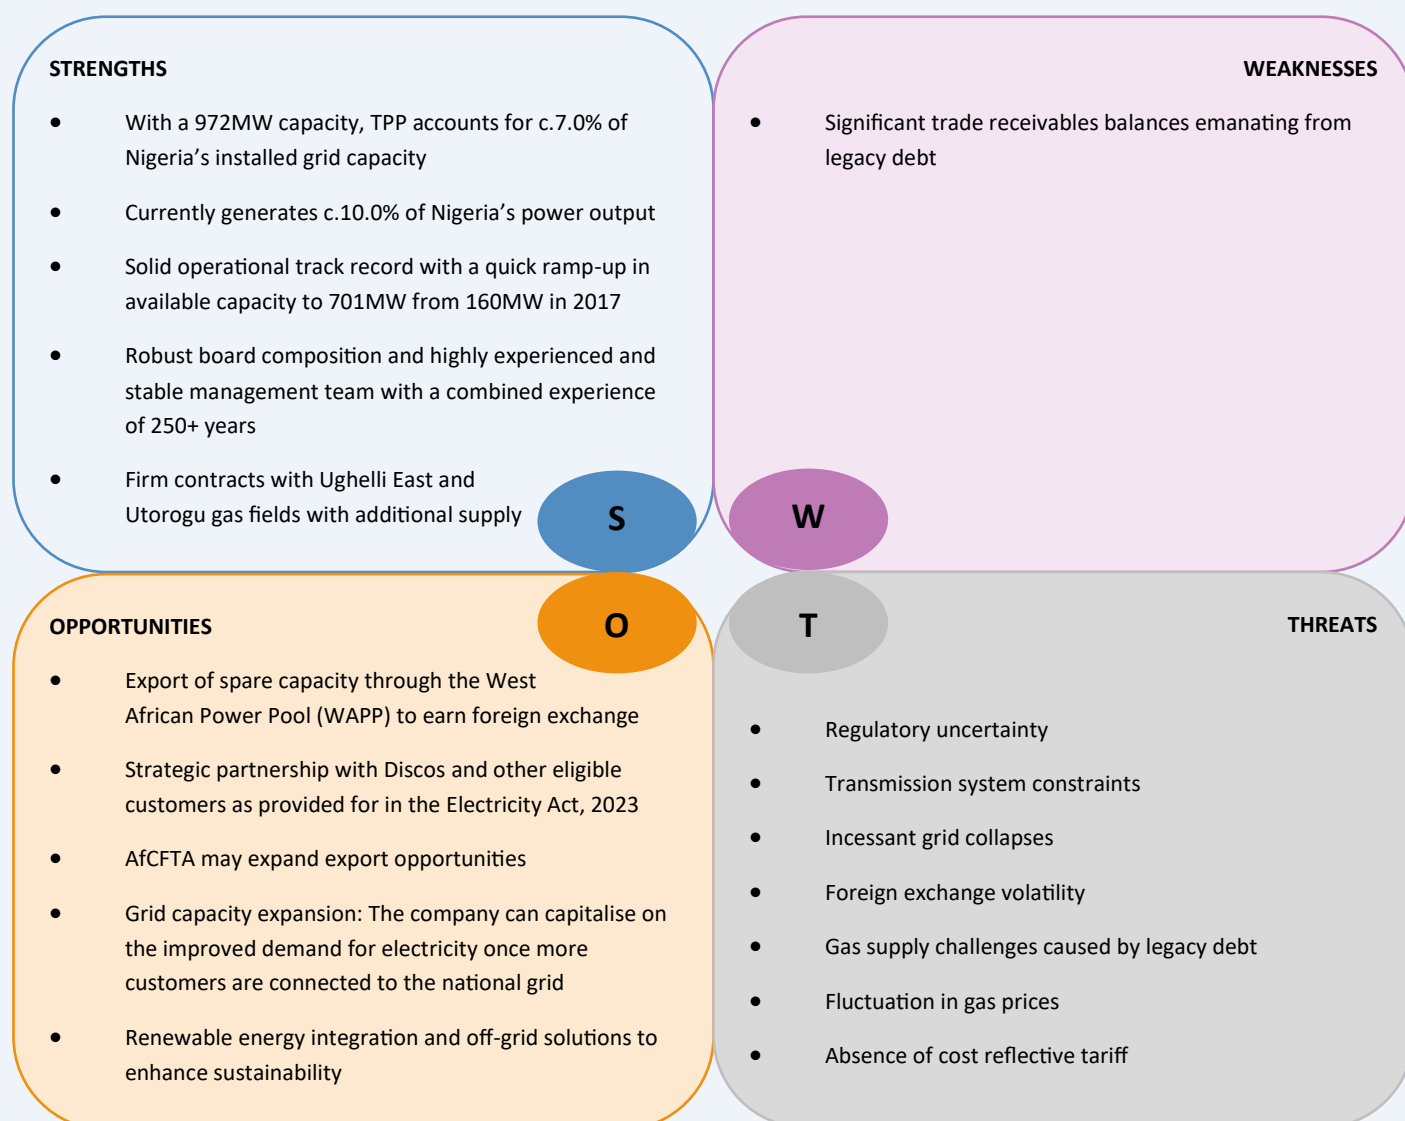 STRENGTHS
• With a 972MW capacity, TPP accounts for c.7.0% of
Nigeria’s installed grid capacity
• Currently generates c.10.0% of Nigeria’s power output
• Solid operational track record with a quick ramp-up in
available capacity to 701MW from 160MW in 2017
• Robust board composition and highly experienced and
stable management team with a combined experience
of 250+ years
• Firm contracts with Ughelli East and
Utorogu gas fields with additional supply
S
WEAKNESSES
• Significant trade receivables balances emanating from
legacy debt
W
OPPORTUNITIES
O
• Export of spare capacity through the West
African Power Pool (WAPP) to earn foreign exchange
• Strategic partnership with Discos and other eligible
customers as provided for in the Electricity Act, 2023
• AfCFTA may expand export opportunities
• Grid capacity expansion: The company can capitalise on
the improved demand for electricity once more
customers are connected to the national grid
• Renewable energy integration and off-grid solutions to
enhance sustainability
T
THREATS
• Regulatory uncertainty
• Transmission system constraints
• Incessant grid collapses
• Foreign exchange volatility
• Gas supply challenges caused by legacy debt
• Fluctuation in gas prices
• Absence of cost reflective tariff